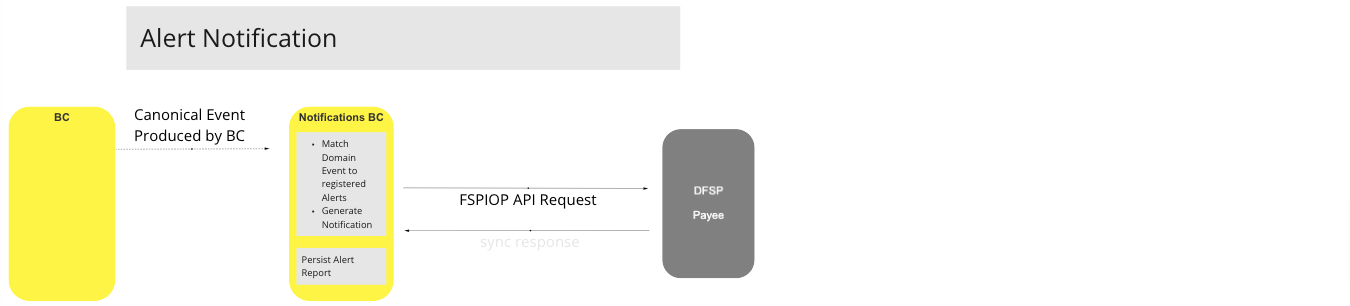 Alert Notification
BC
Canonical Event
Produced by BC
Notifications BC
• Match
Domain
Event to
registered
Alerts
• Generate
Notification
Persist Alert
Report
FSPIOP API Request
sync response
DFSP
Payee